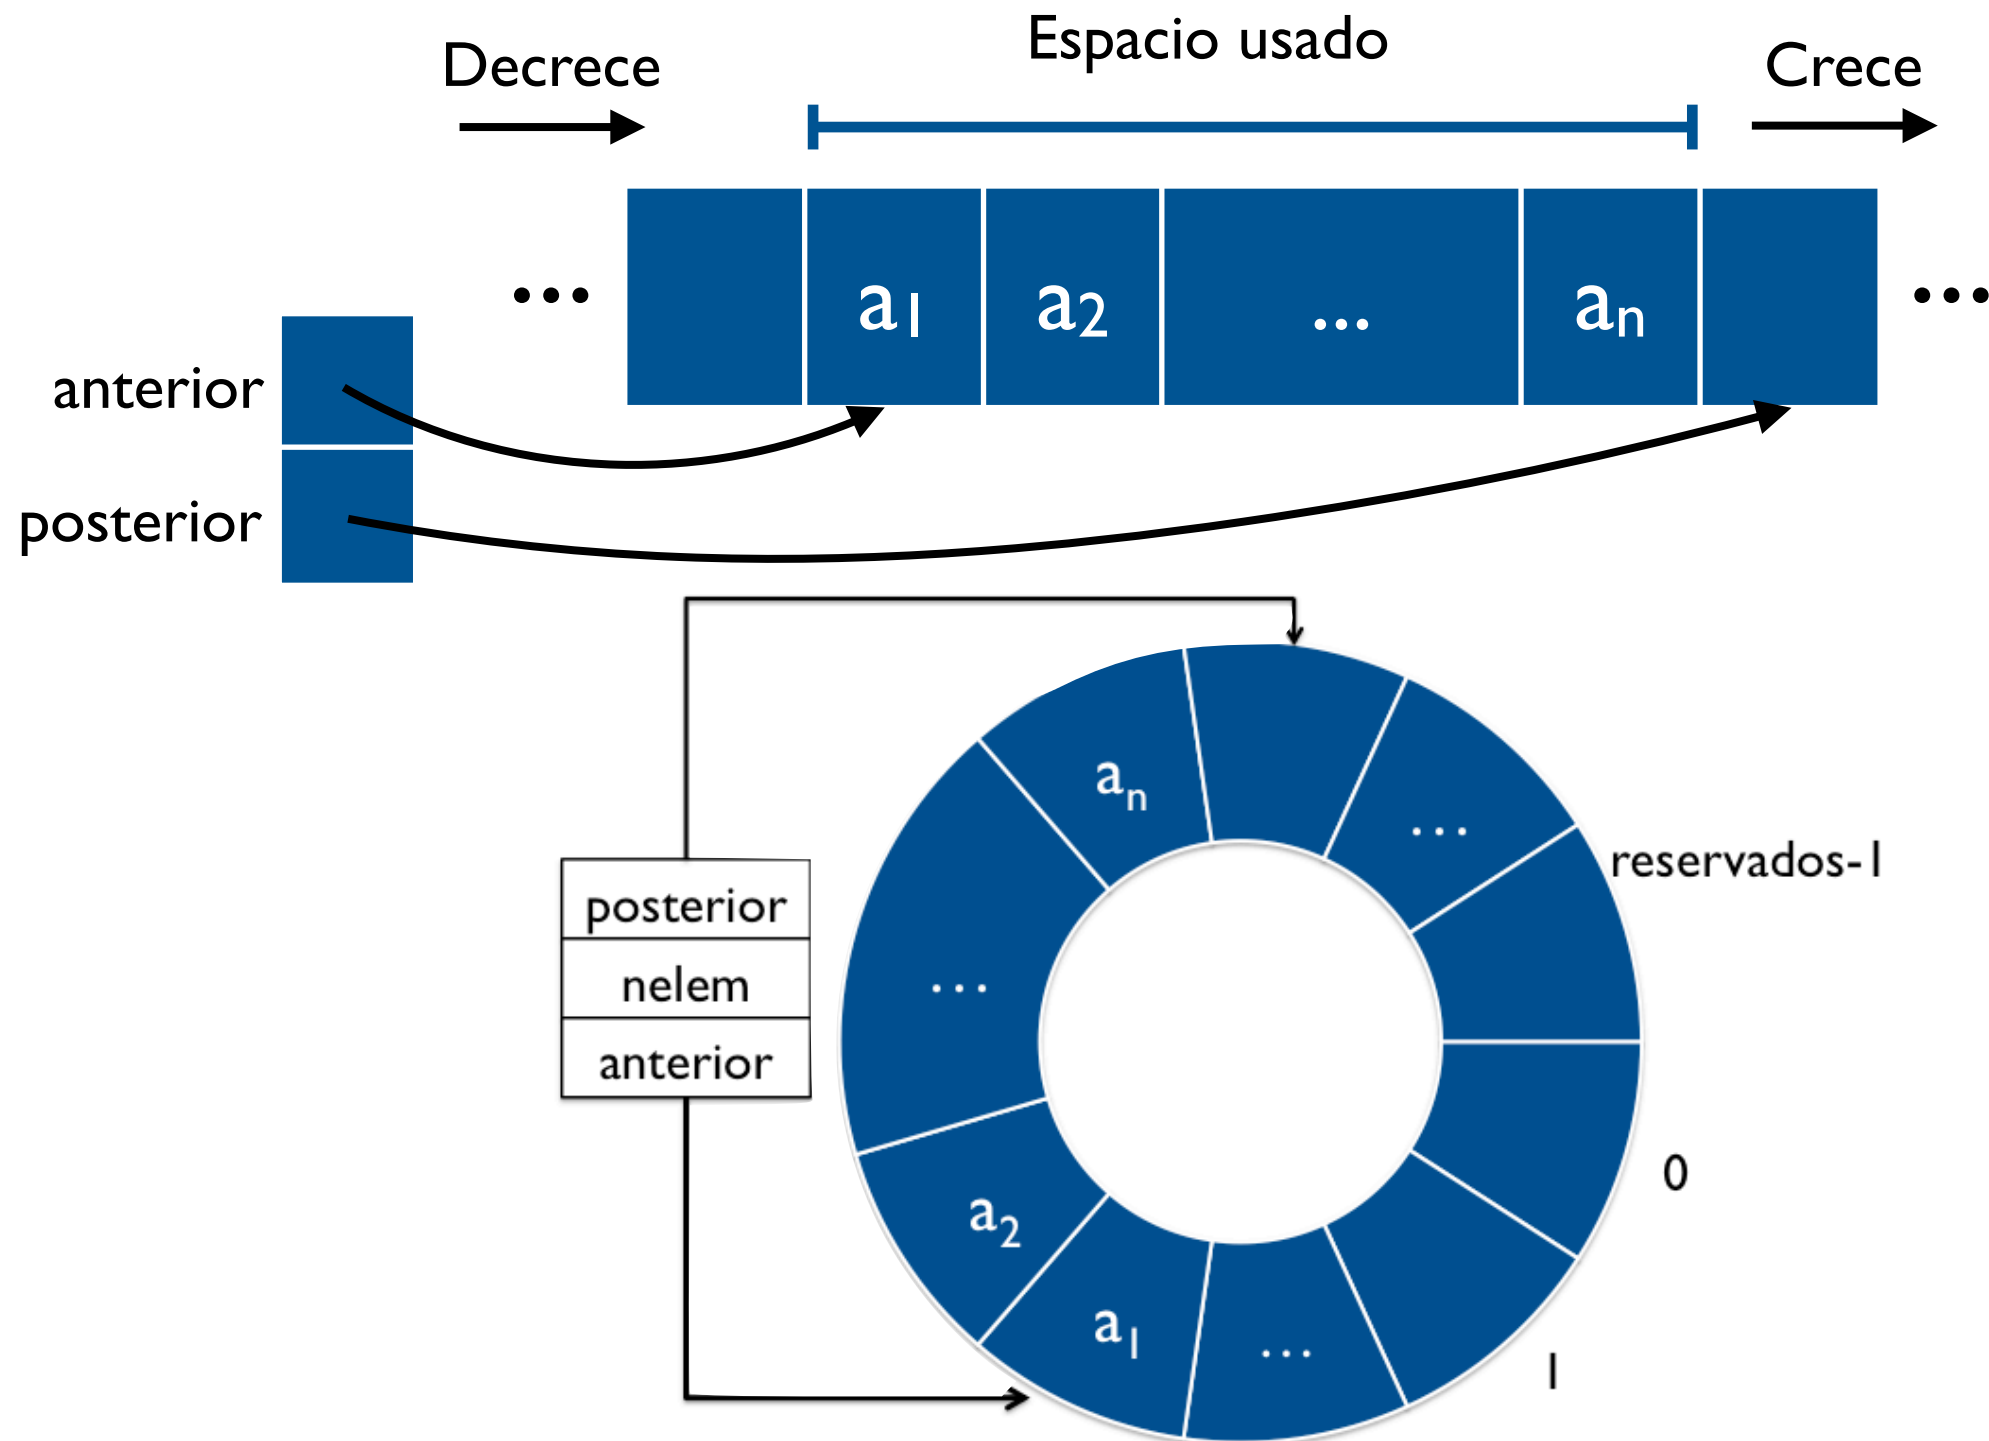 Espacio usado
Decrece
Crece
... a1 a2 ... an ...
anterior
posterior
an
...
reservados-1
posterior
nelem
anterior
...
a2
0
a1
...
1